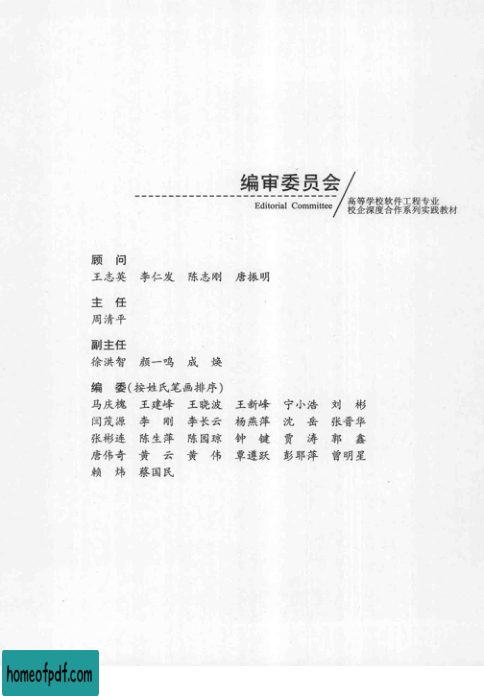 编审委员会
Editorial Committee
高等学校软件工程专业
校企深度合作系列实践教材
顾 问
王志英 李仁发 陈志刚 唐振明
主 任
周清平
副主任
徐洪智 颜一鸣 成 焕
编 委(按姓氏笔画排序)
马庆槐 王建峰 王晓波 王新峰 宁小浩 刘 彬
闫茂源 李 刚 李长云 杨燕萍 沈 岳 张晋华
张彬连 陈生萍 陈园琼 钟 键 贾 涛 郭 鑫
唐伟奇 黄 云 黄 伟 覃遵跃 彭耶萍 曾明星
赖 炜 蔡国民
homeofpdf.com